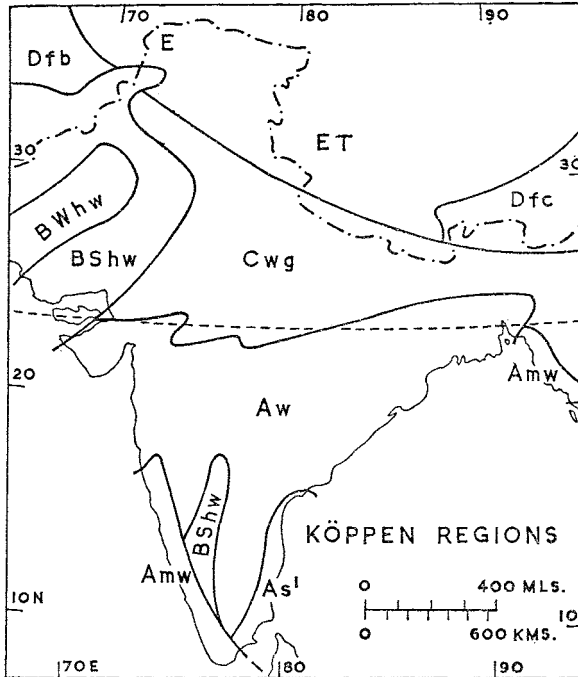 70 80 90
E
Dfb
ET
30 30
Dfc
BWhw
BShw
Cwg
20
Amw
Aw
BShw
KÖPPEN REGIONS
Amw
As'
0 400 MLS.
10N 10
0 600 KMS.
70E 80 90